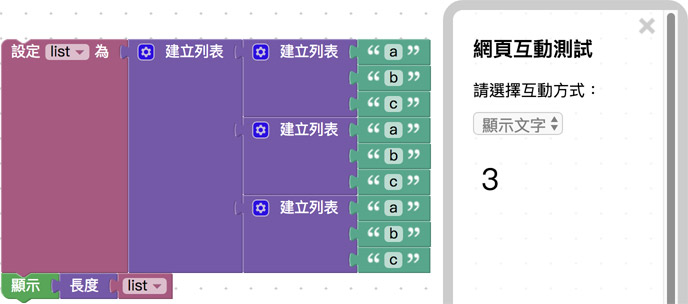 設定 list 為 建立列表 建立列表 “ a ”
“ b ”
“ c ”
建立列表 “ a ”
“ b ”
“ c ”
建立列表 “ a ”
“ b ”
“ c ”
顯示 長度 list
×
網頁互動測試
請選擇互動方式：
顯示文字
3